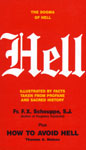 THE DOGMA OF HELL
Hell
ILLUSTRATED BY FACTS
TAKEN FROM PROFANE
AND SACRED HISTORY
Fr. F.X. Schouppe, S.J.
Plus
HOW TO AVOID HELL